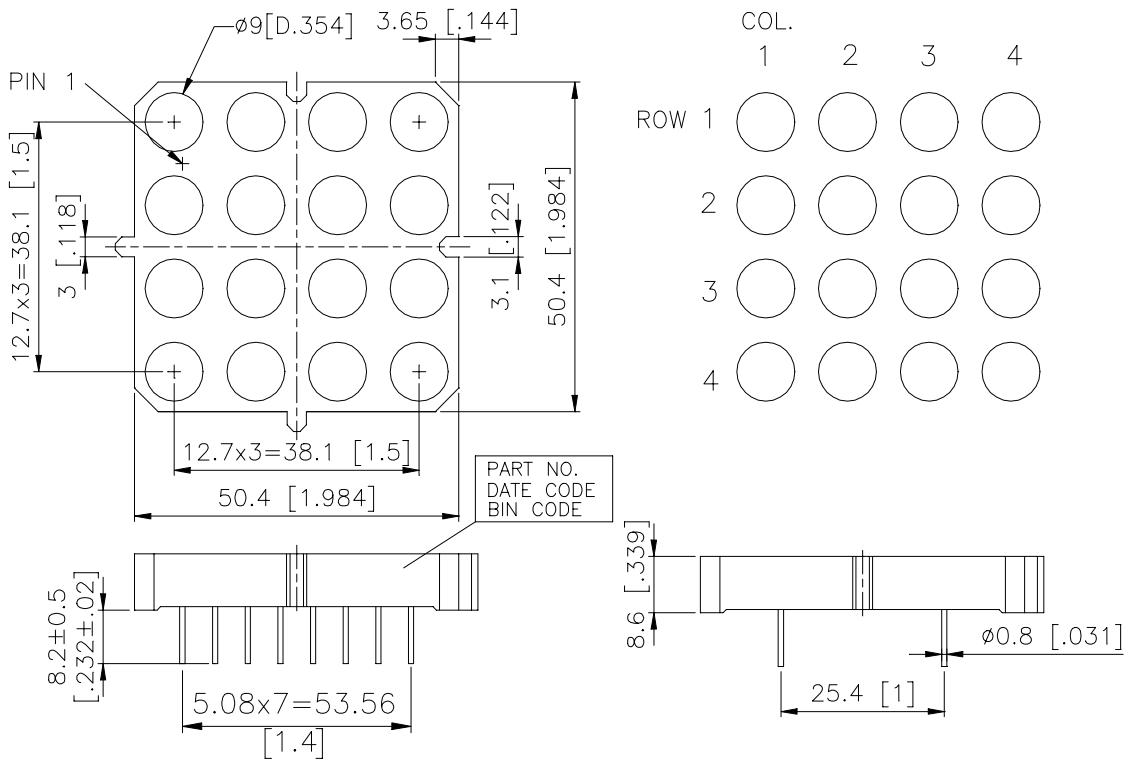 ø9[D.354]
3.65 [.144]
PIN 1
12.7x3=38.1 [1.5]
3 [.118]
3.1 [.122]
50.4 [1.984]
12.7x3=38.1 [1.5]
50.4 [1.984]
COL.
1 2 3 4
ROW 1
2
3
4
PART NO.
DATE CODE
BIN CODE
8.2±0.5
[.232±.02]
5.08x7=53.56
[1.4]
8.6 [.339]
ø0.8 [.031]
25.4 [1]